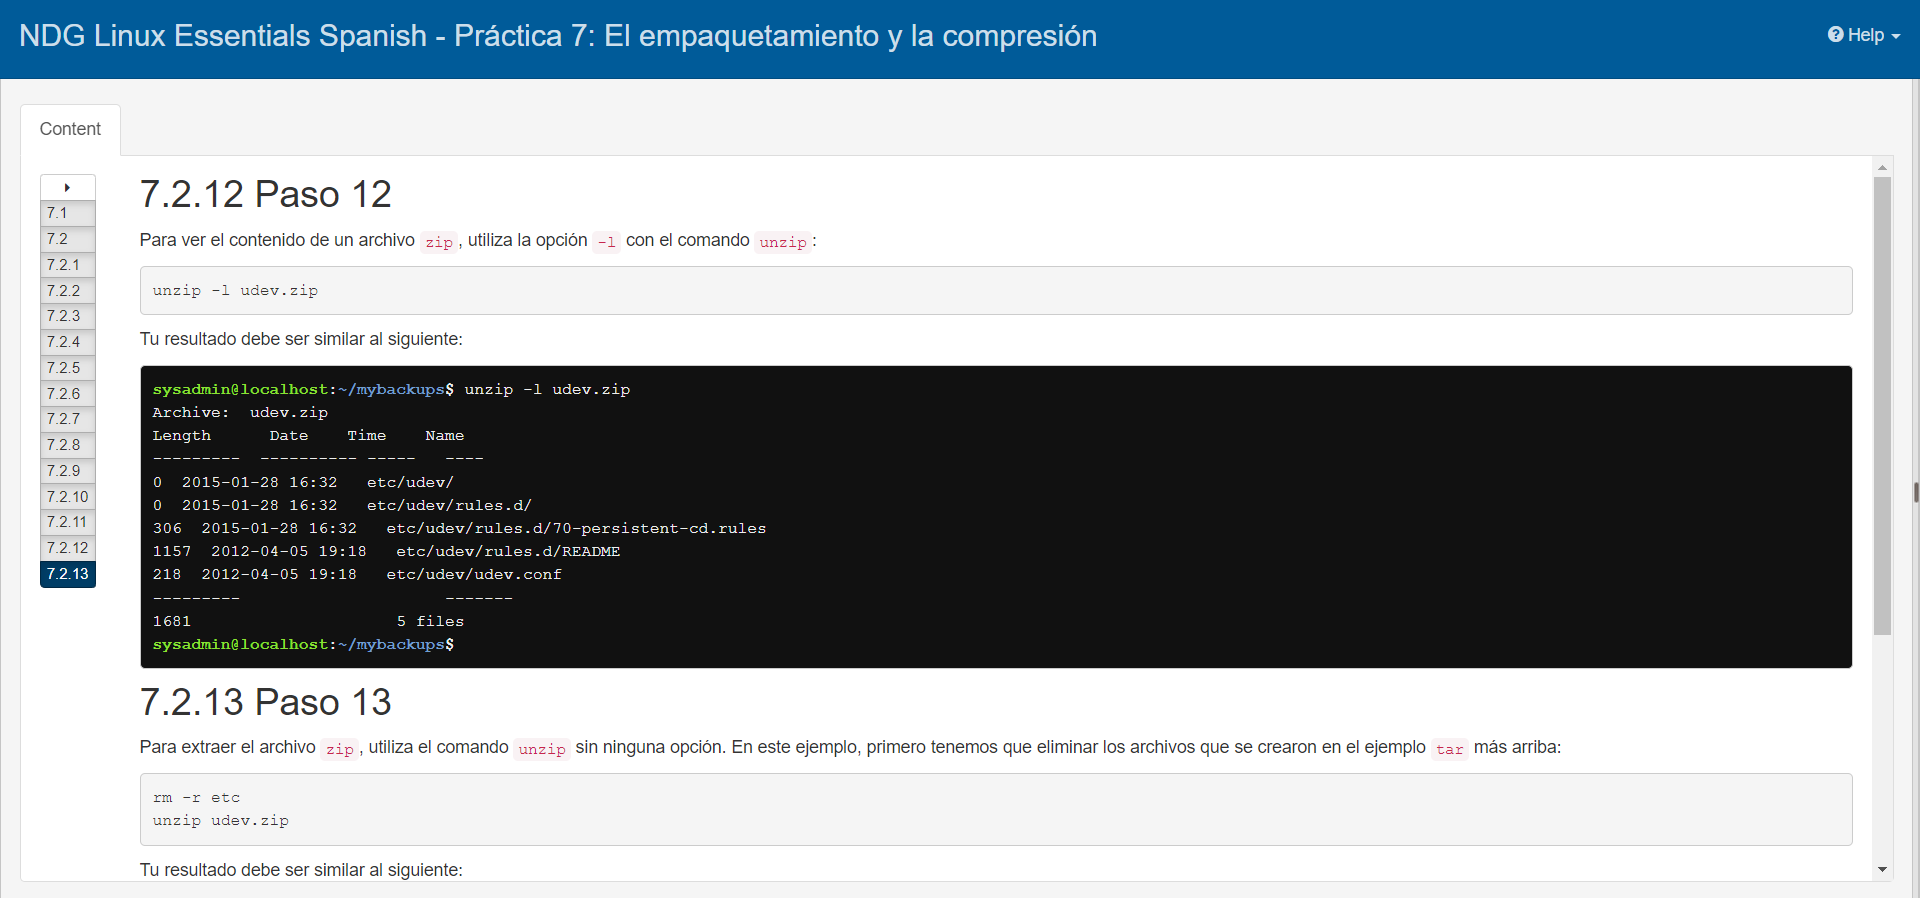 NDG Linux Essentials Spanish - Práctica 7: El empaquetamiento y la compresión
Help
Content
7.1
7.2
7.2.1
7.2.2
7.2.3
7.2.4
7.2.5
7.2.6
7.2.7
7.2.8
7.2.9
7.2.10
7.2.11
7.2.12
7.2.13
7.2.12 Paso 12
Para ver el contenido de un archivo zip, utiliza la opción -l con el comando unzip:
unzip -l udev.zip
Tu resultado debe ser similar al siguiente:
sysadmin@localhost:~/mybackups$ unzip -l udev.zip
Archive:  udev.zip
Length      Date    Time    Name
---------  ---------- -----   ----
0  2015-01-28 16:32   etc/udev/
0  2015-01-28 16:32   etc/udev/rules.d/
306  2015-01-28 16:32   etc/udev/rules.d/70-persistent-cd.rules
1157  2012-04-05 19:18   etc/udev/rules.d/README
218  2012-04-05 19:18   etc/udev/udev.conf
---------                     -------
1681                     5 files
sysadmin@localhost:~/mybackups$
7.2.13 Paso 13
Para extraer el archivo zip, utiliza el comando unzip sin ninguna opción. En este ejemplo, primero tenemos que eliminar los archivos que se crearon en el ejemplo tar más arriba:
rm -r etc
unzip udev.zip
Tu resultado debe ser similar al siguiente: